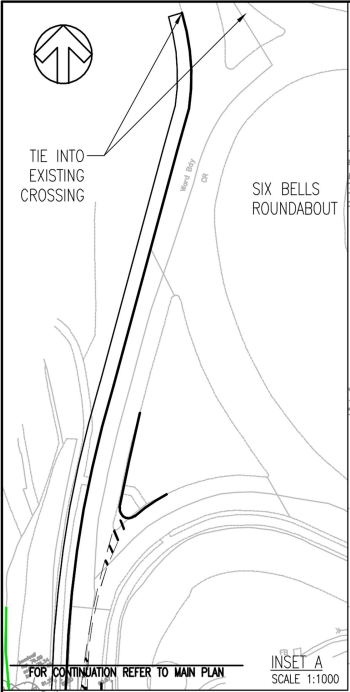 TIE INTO
EXISTING
CROSSING
Ward Bdy
CR
SIX BELLS
ROUNDABOUT
FOR CONTINUATION REFER TO MAIN PLAN
INSET A
SCALE 1:1000